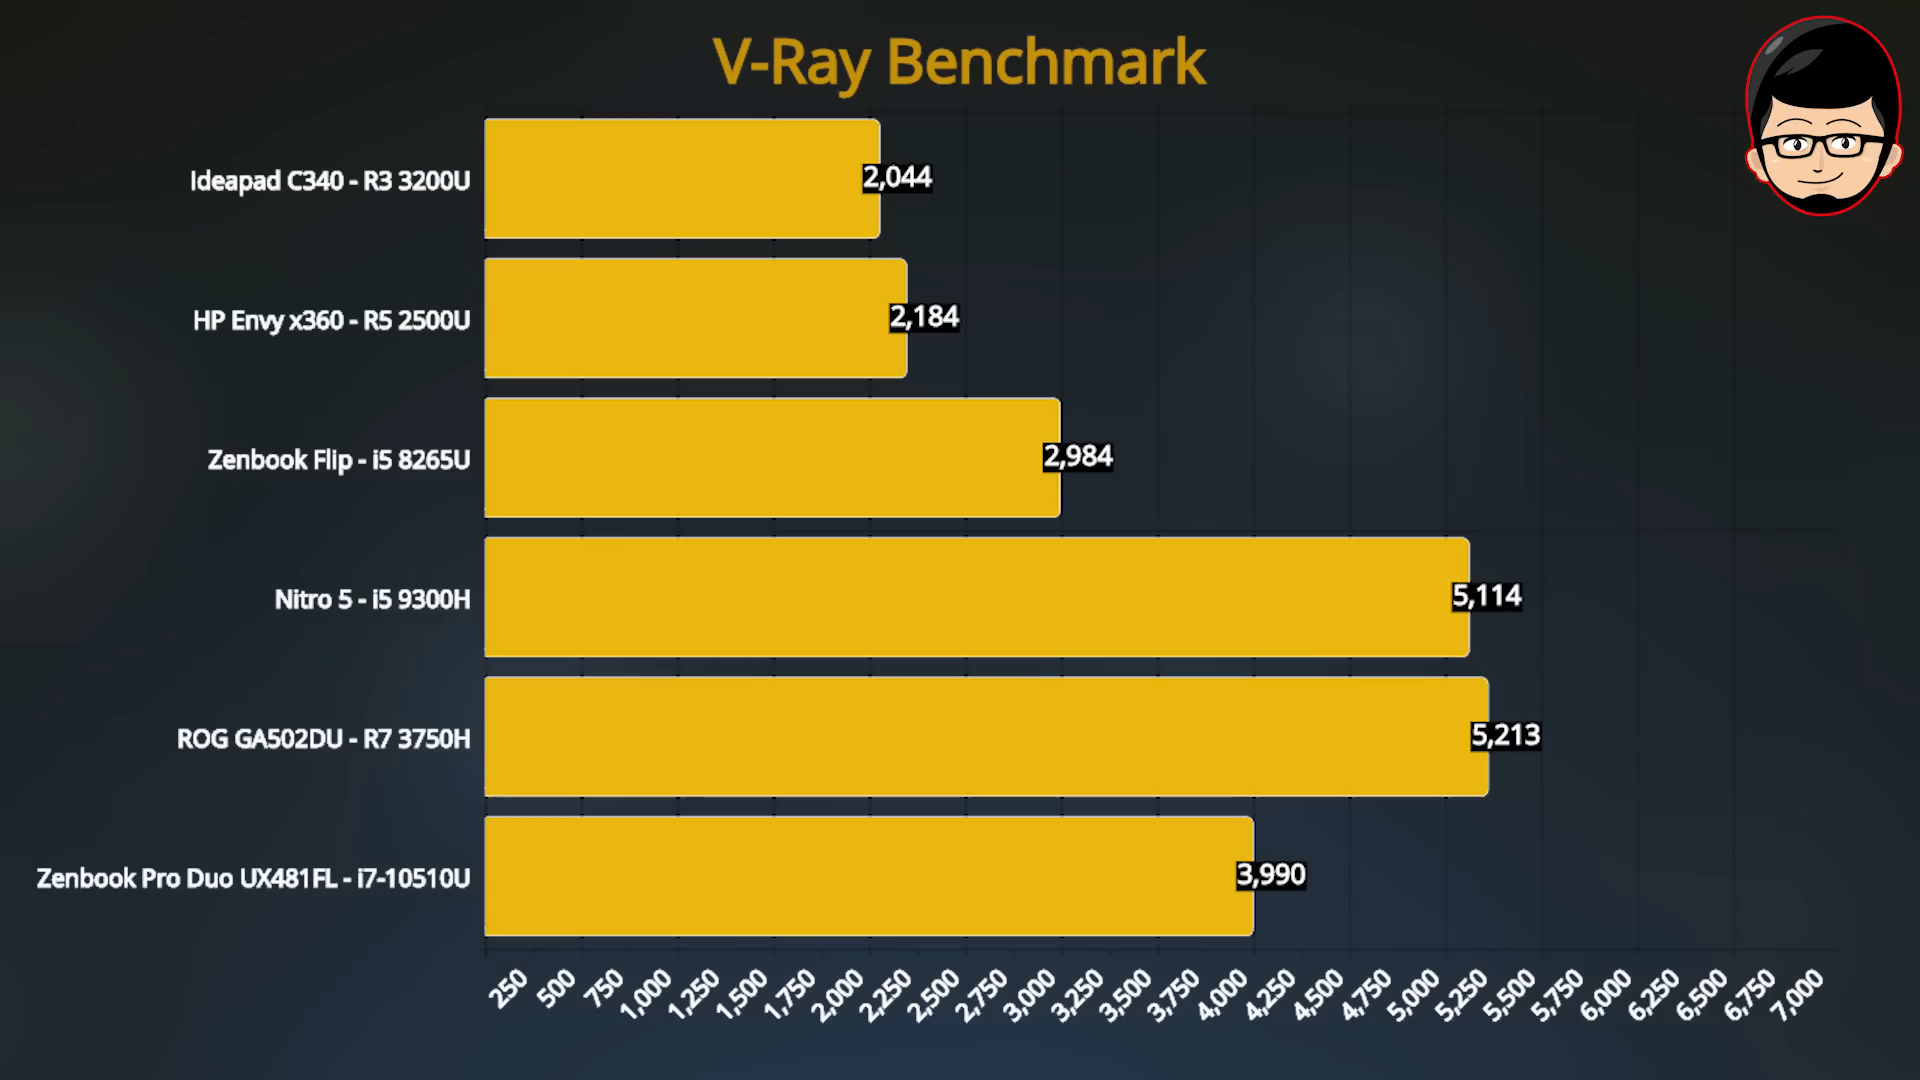 V-Ray Benchmark
Ideapad C340 - R3 3200U
2,044
HP Envy x360 - R5 2500U
2,184
Zenbook Flip - i5 8265U
2,984
Nitro 5 - i5 9300H
5,114
ROG GA502DU - R7 3750H
5,213
Zenbook Pro Duo UX481FL - i7-10510U
3,990
250 500 750 1,000 1,250 1,500 1,750 2,000 2,250 2,500 2,750 3,000 3,250 3,500 3,750 4,000 4,250 4,500 4,750 5,000 5,250 5,500 5,750 6,000 6,250 6,500 6,750 7,000